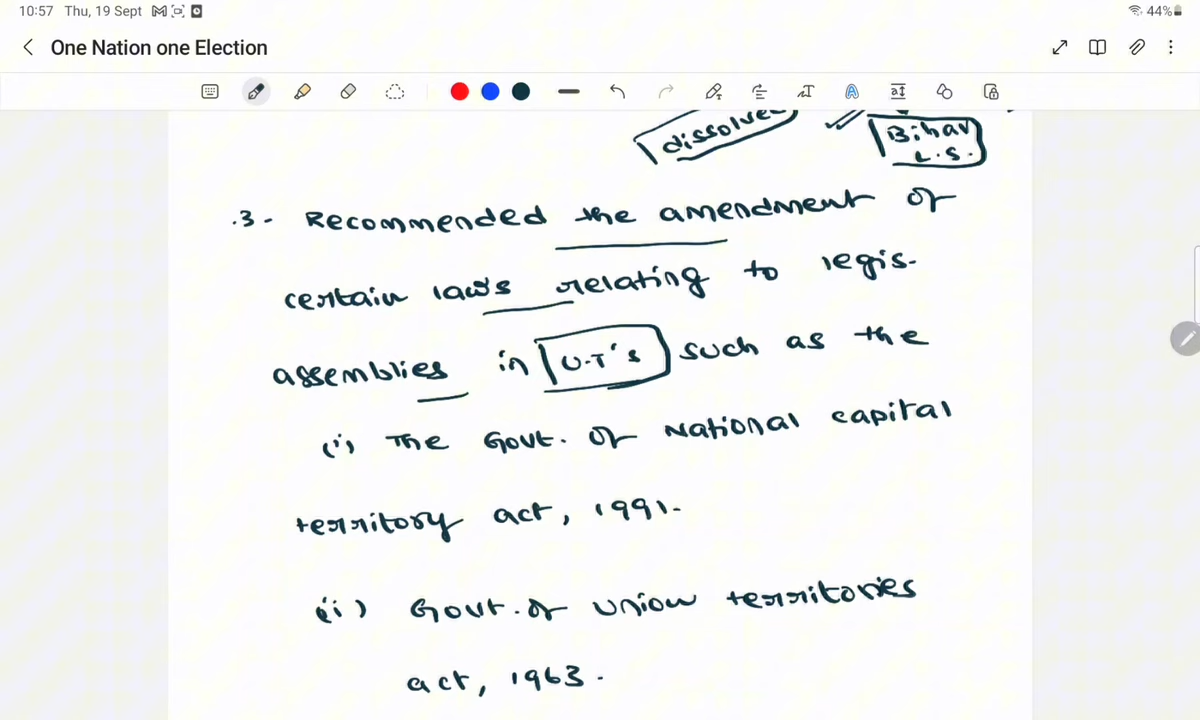 10:57 Thu, 19 Sept
44%
One Nation one Election
dissolve
Bihar
L.S.
.3- Recommended the amendment of
certain law's relating to legis-
assemblies in U.T's such as the
(i) The Govt. of National capital
territory act, 1991.
(ii) Govt. of union territories
act, 1963.